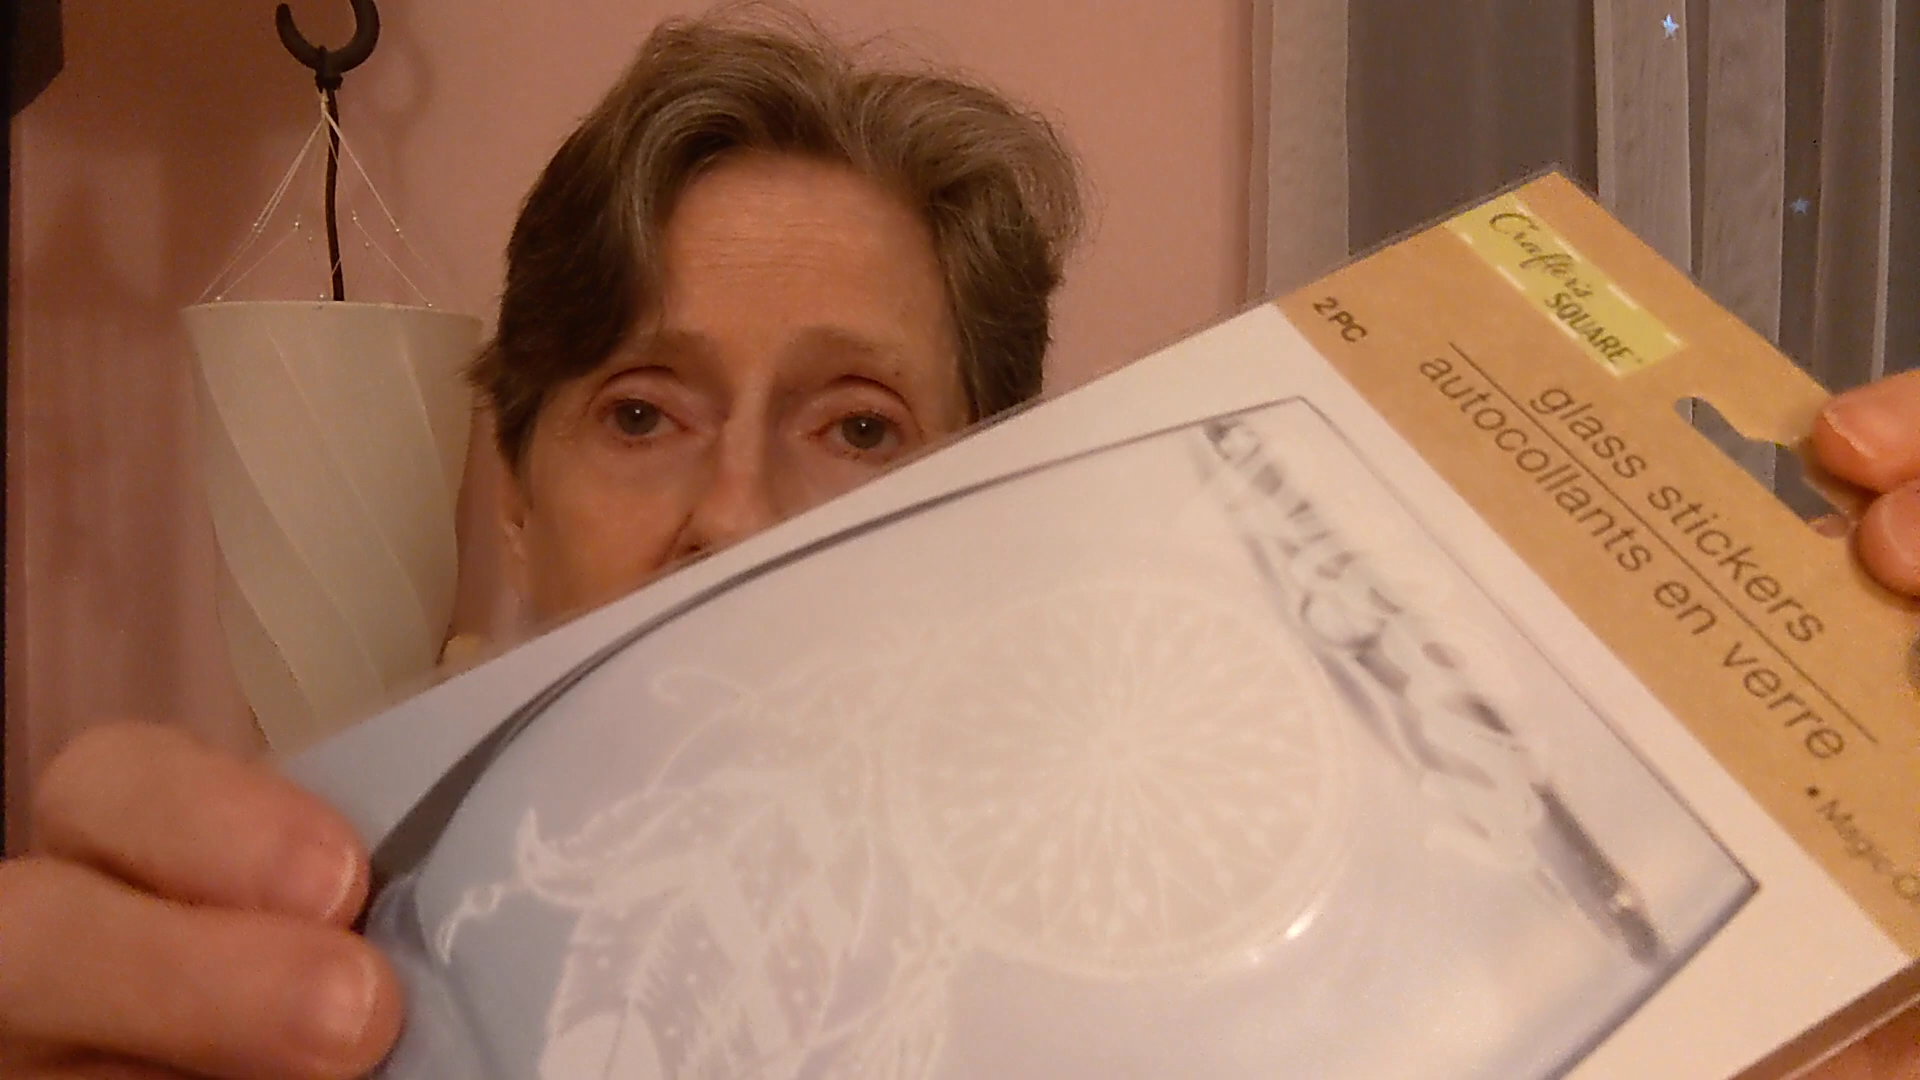 Crafter's
SQUARE
2 PC
glass stickers
autocollants en verre